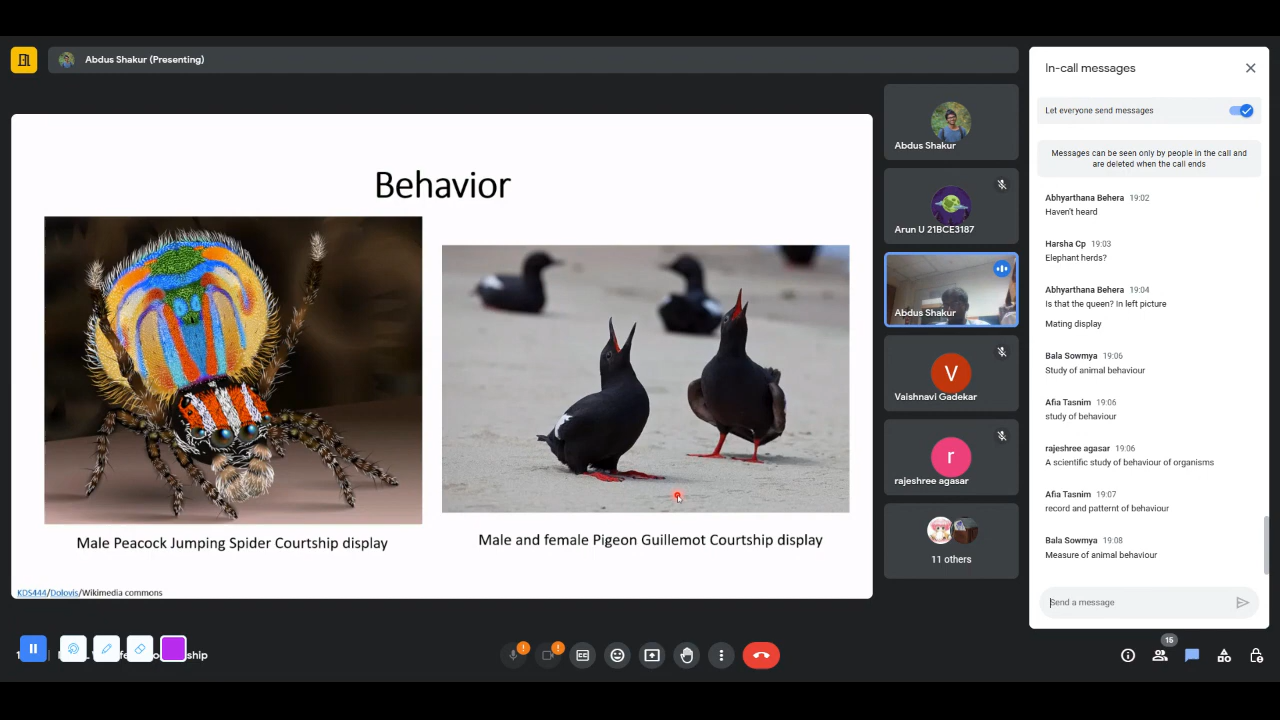 Abdus Shakur (Presenting)
Behavior
Male Peacock Jumping Spider Courtship display
Male and female Pigeon Guillemot Courtship display
KDS444/Dolovis/Wikimedia commons
Abdus Shakur
Arun U 21BCE3187
Abdus Shakur
V
Vaishnavi Gadekar
r
rajeshree agasar
11 others
In-call messages
Let everyone send messages
Messages can be seen only by people in the call and
are deleted when the call ends
Abhyarthana Behera 19:02
Haven't heard
Harsha Cp 19:03
Elephant herds?
Abhyarthana Behera 19:04
Is that the queen? In left picture
Mating display
Bala Sowmya 19:06
Study of animal behaviour
Afia Tasnim 19:06
study of behaviour
rajeshree agasar 19:06
A scientific study of behaviour of organisms
Afia Tasnim 19:07
record and patternt of behaviour
Bala Sowmya 19:08
Measure of animal behaviour
Send a message
15